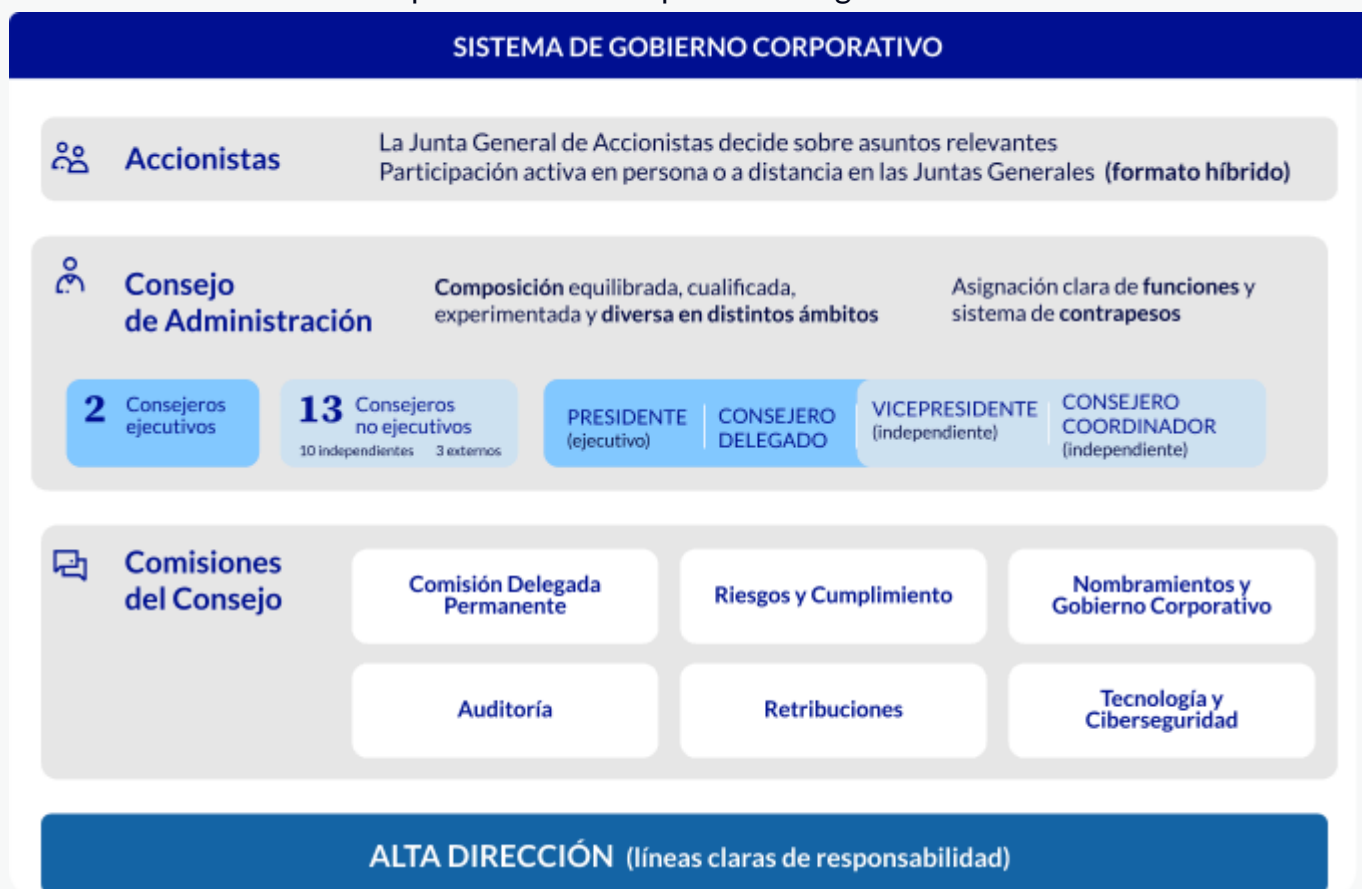 SISTEMA DE GOBIERNO CORPORATIVO
Accionistas
La Junta General de Accionistas decide sobre asuntos relevantes
Participación activa en persona o a distancia en las Juntas Generales (formato híbrido)
Consejo
de Administración
Composición equilibrada, cualificada,
experimentada y diversa en distintos ámbitos
Asignación clara de funciones y
sistema de contrapesos
2 Consejeros
ejecutivos
13 Consejeros
no ejecutivos
10 independientes 3 externos
PRESIDENTE
(ejecutivo)
CONSEJERO
DELEGADO
VICEPRESIDENTE
(independiente)
CONSEJERO
COORDINADOR
(independiente)
Comisiones
del Consejo
Comisión Delegada
Permanente
Riesgos y Cumplimiento
Nombramientos y
Gobierno Corporativo
Auditoría
Retribuciones
Tecnología y
Ciberseguridad
ALTA DIRECCIÓN (líneas claras de responsabilidad)